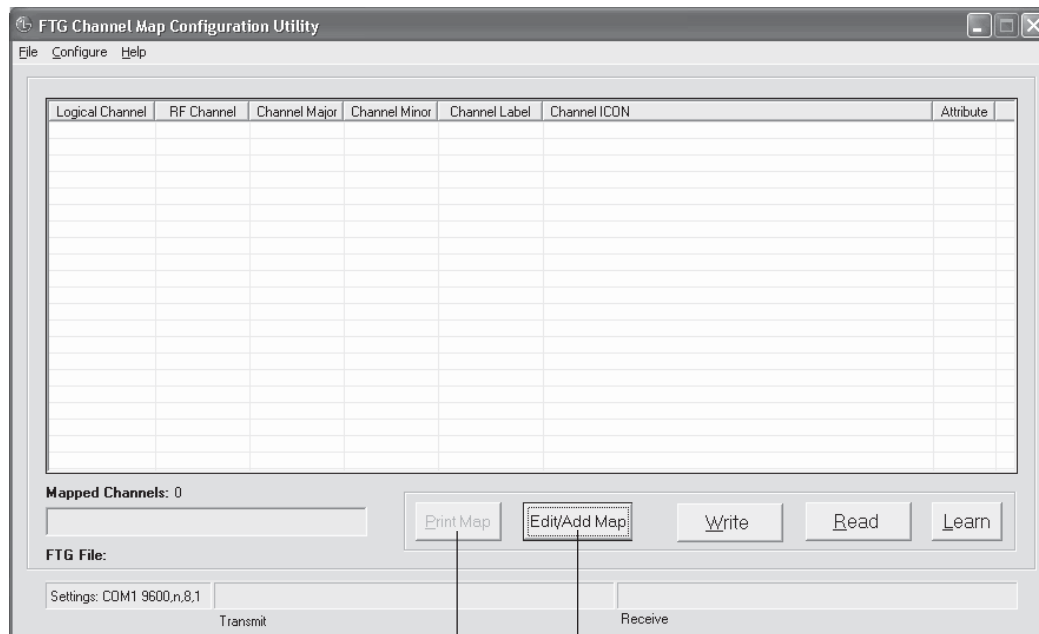 FTG Channel Map Configuration Utility
File Configure Help
Logical Channel RF Channel Channel Major Channel Minor Channel Label Channel ICON Attribute
Mapped Channels: 0
Print Map Edit/Add Map Write Read Learn
FTG File:
Settings: COM1 9600,n,8,1
Transmit Receive